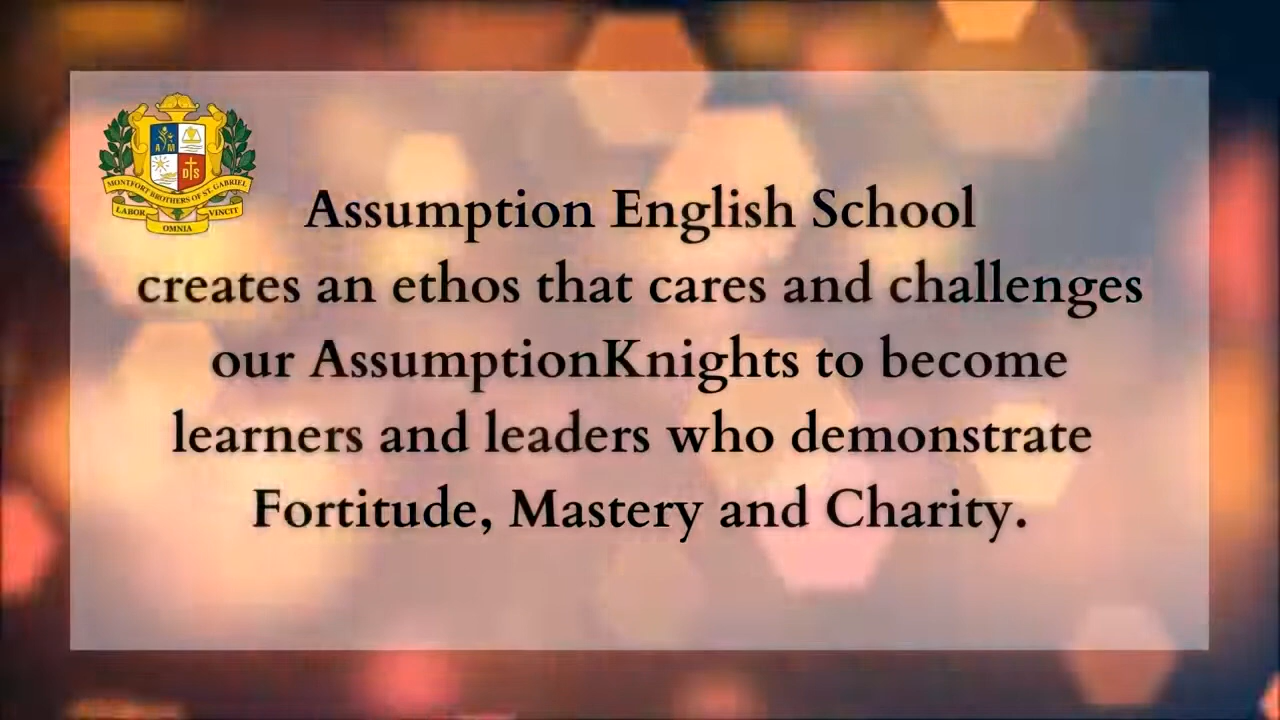 A M
D S
MONTFORT BROTHERS OF ST. GABRIEL
LABOR
VINCIT
OMNIA
Assumption English School
creates an ethos that cares and challenges
our AssumptionKnights to become
learners and leaders who demonstrate
Fortitude, Mastery and Charity.